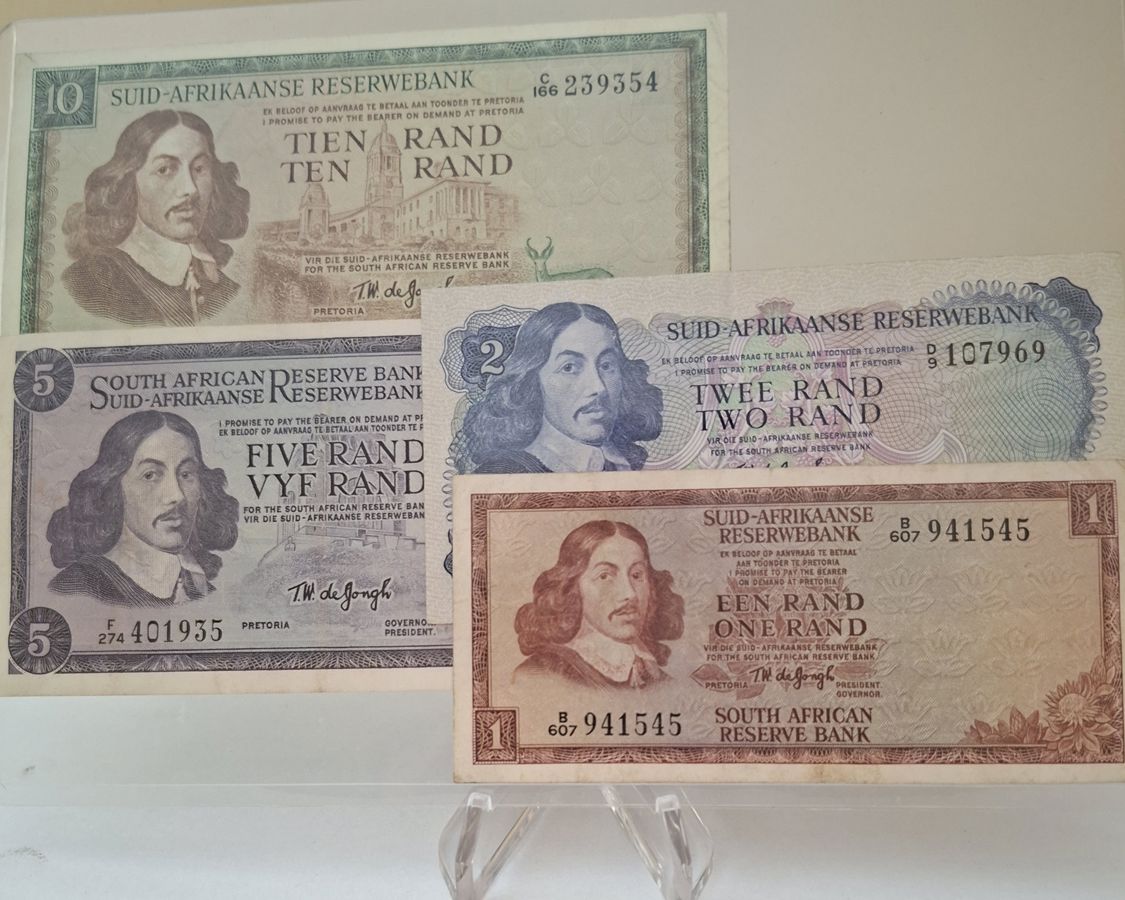 10
SUID-AFRIKAANSE RESERWEBANK
C
166 239354
EK BELOOF OP AANVRAAG TE BETAAL AAN TOONDER TE PRETORIA
I PROMISE TO PAY THE BEARER ON DEMAND AT PRETORIA
TIEN RAND
TEN RAND
VIR DIE SUID-AFRIKAANSE RESERWEBANK
FOR THE SOUTH AFRICAN RESERVE BANK
T.W. de Jo
PRETORIA
2
SUID-AFRIKAANSE RESERWEBANK
EK BELOOF OP AANVRAAG TE BETAAL AAN TOONDER TE PRETORIA
I PROMISE TO PAY THE BEARER ON DEMAND AT PRETORIA
D
9 107969
TWEE RAND
TWO RAND
VIR DIE SUID-AFRIKAANSE RESERWEBANK
FOR THE SOUTH AFRICAN RESERVE BANK
5
SOUTH AFRICAN RESERVE BANK
SUID-AFRIKAANSE RESERWEBANK
I PROMISE TO PAY THE BEARER ON DEMAND AT P
EK BELOOF OP AANVRAAG TE BETAAL AAN TOONDER TE P
FIVE RAND
VYF RAND
FOR THE SOUTH AFRICAN RESERVE BAN
VIR DIE SUID-AFRIKAANSE RESERWEBAN
T.W. de Jongh
5
F
274 401935
PRETORIA
GOVERNO
PRESIDENT.
1
SUID-AFRIKAANSE
RESERWEBANK
B
607 941545
EK BELOOF OP AANVRAAG TE BETAAL
AAN TOONDER TE PRETORIA
I PROMISE TO PAY THE BEARER
ON DEMAND AT PRETORIA
EEN RAND
ONE RAND
VIR DIE SUID-AFRIKAANSE RESERWEBANK
FOR THE SOUTH AFRICAN RESERVE BANK
T.W. de Jongh
PRETORIA
PRESIDENT.
GOVERNOR.
1
B
607 941545
SOUTH AFRICAN
RESERVE BANK